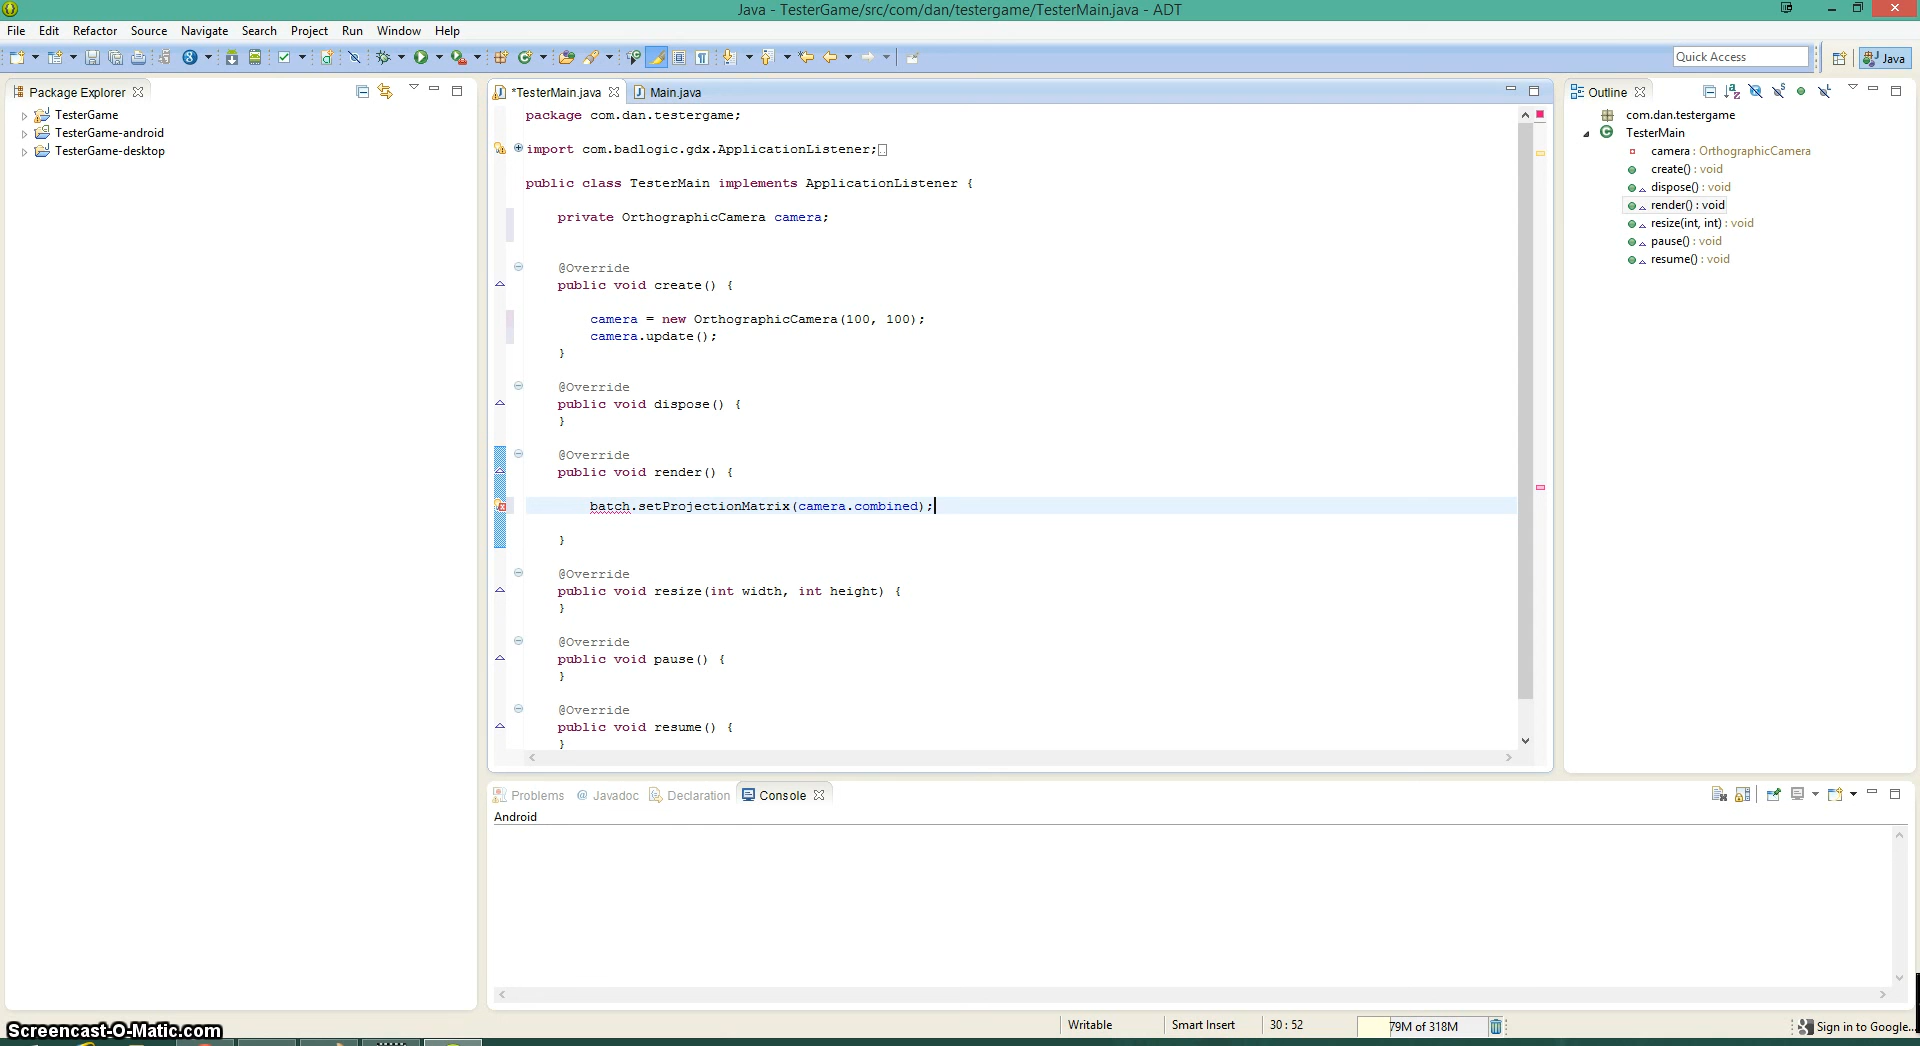 Java - TesterGame/src/com/dan/testergame/TesterMain.java - ADT
File Edit Refactor Source Navigate Search Project Run Window Help
Quick Access
Java
Package Explorer
TesterGame
TesterGame-android
TesterGame-desktop
*TesterMain.java
Main.java
package com.dan.testergame;
import com.badlogic.gdx.ApplicationListener;
public class TesterMain implements ApplicationListener {
private OrthographicCamera camera;
@Override
public void create() {
camera = new OrthographicCamera(100, 100);
camera.update();
}
@Override
public void dispose() {
}
@Override
public void render() {
batch.setProjectionMatrix(camera.combined);
}
@Override
public void resize(int width, int height) {
}
@Override
public void pause() {
}
@Override
public void resume() {
}
Outline
com.dan.testergame
TesterMain
camera : OrthographicCamera
create() : void
dispose() : void
render() : void
resize(int, int) : void
pause() : void
resume() : void
Problems
@ Javadoc
Declaration
Console
Android
Writable
Smart Insert
30 : 52
79M of 318M
Sign in to Google...
Screencast-O-Matic.com